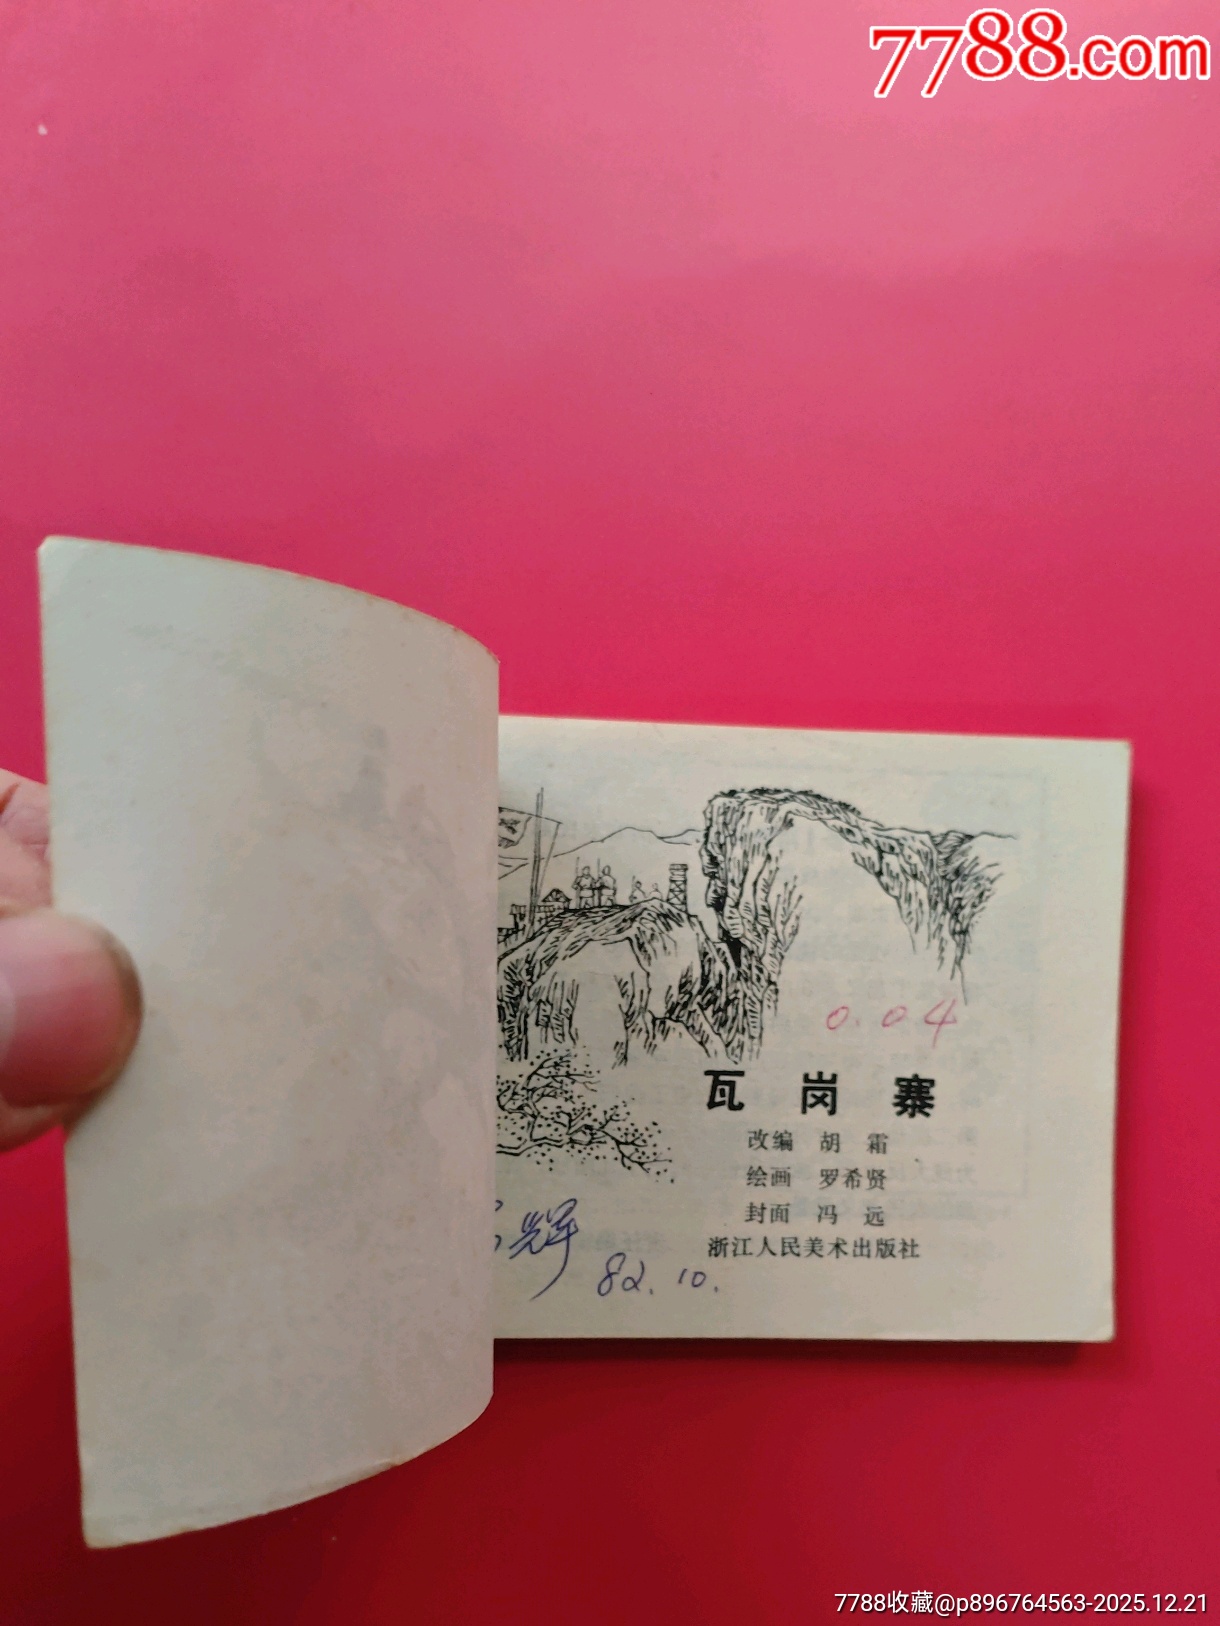 7788.com
0.04
瓦岗寨
改编 胡霜
绘画 罗希贤
封面 冯远
浙江人民美术出版社
辉
82.10.
7788收藏@p896764563-2025.12.21